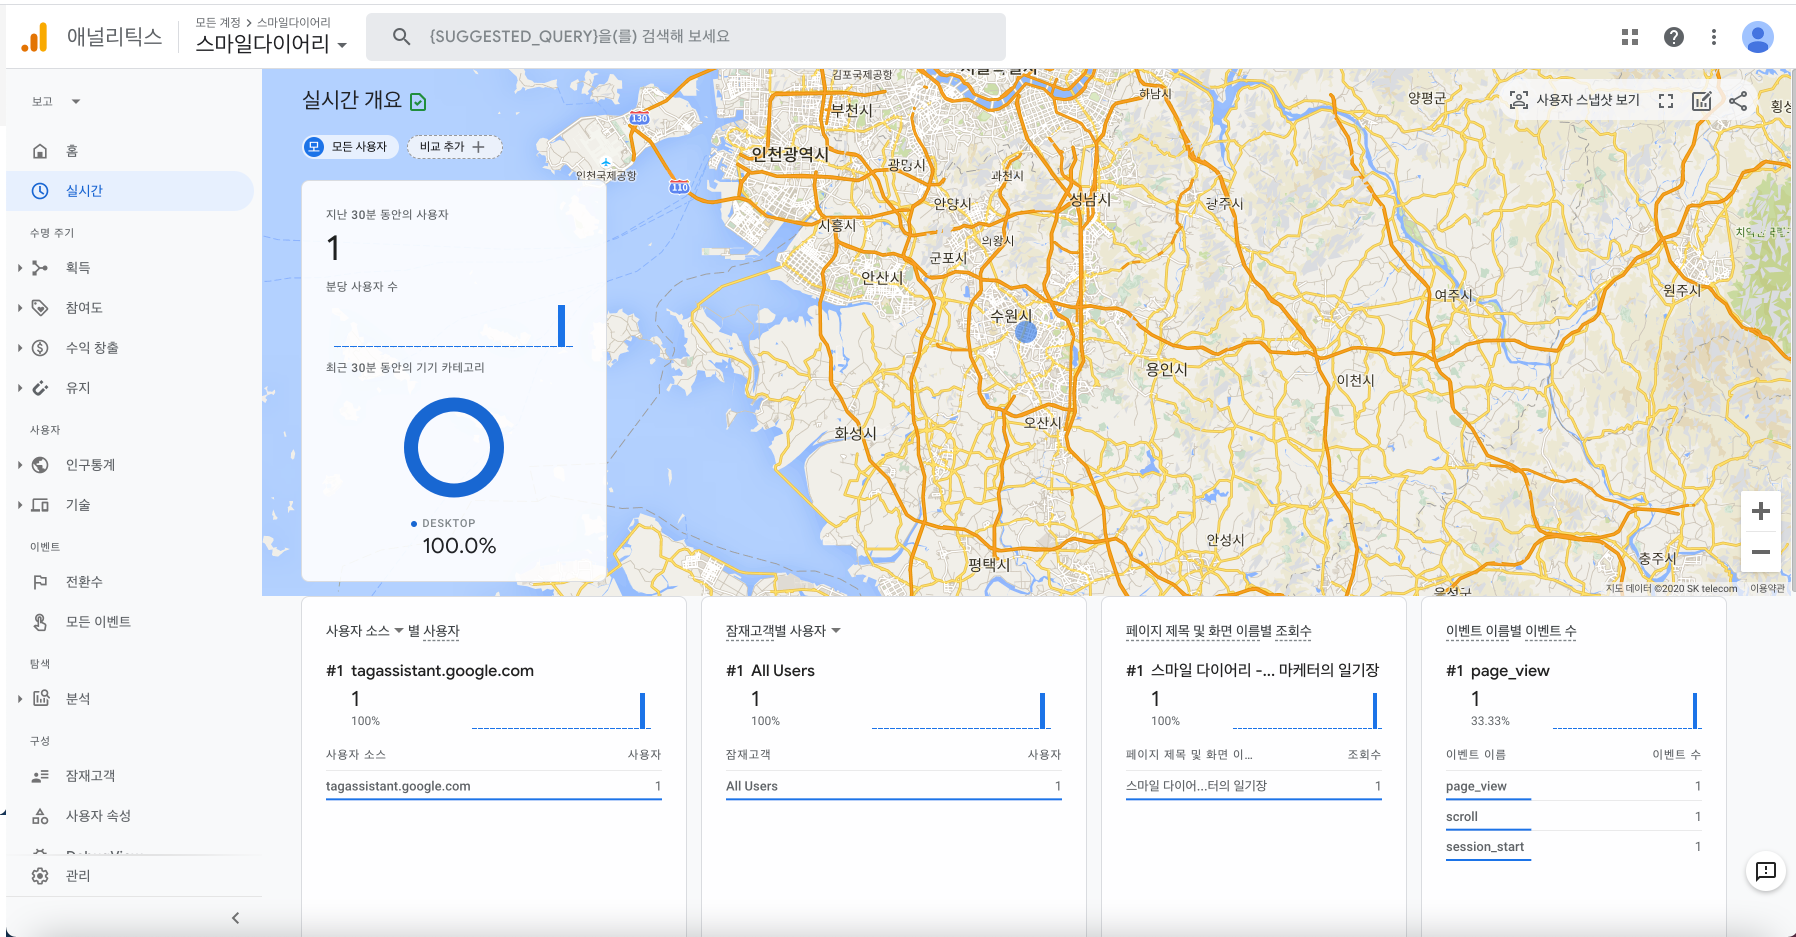 애널리틱스
모든 계정 > 스마일다이어리
스마일다이어리
{SUGGESTED_QUERY}을(를) 검색해 보세요
보고
홈
실시간
수명 주기
획득
참여도
수익 창출
유지
사용자
인구통계
기술
이벤트
전환수
모든 이벤트
탐색
분석
구성
잠재고객
사용자 속성
관리
실시간 개요
모 모든 사용자
비교 추가
사용자 스냅샷 보기
지난 30분 동안의 사용자
1
분당 사용자 수
최근 30분 동안의 기기 카테고리
DESKTOP
100.0%
김포국제공항
하남시
양평군
부천시
130
인천광역시
광명시
인천국제공항
110
과천시
안양시
성남시
광주시
시흥시
의왕시
군포시
안산시
여주시
원주시
수원시
용인시
이천시
오산시
화성시
안성시
평택시
충주시
지도 데이터 ©2020 SK telecom
이용약관
사용자 소스 별 사용자
#1 tagassistant.google.com
1
100%
사용자 소스 사용자
tagassistant.google.com 1
잠재고객별 사용자
#1 All Users
1
100%
잠재고객 사용자
All Users 1
페이지 제목 및 화면 이름별 조회수
#1 스마일 다이어리 -... 마케터의 일기장
1
100%
페이지 제목 및 화면 이... 조회수
스마일 다이어...터의 일기장 1
이벤트 이름별 이벤트 수
#1 page_view
1
33.33%
이벤트 이름 이벤트 수
page_view 1
scroll 1
session_start 1